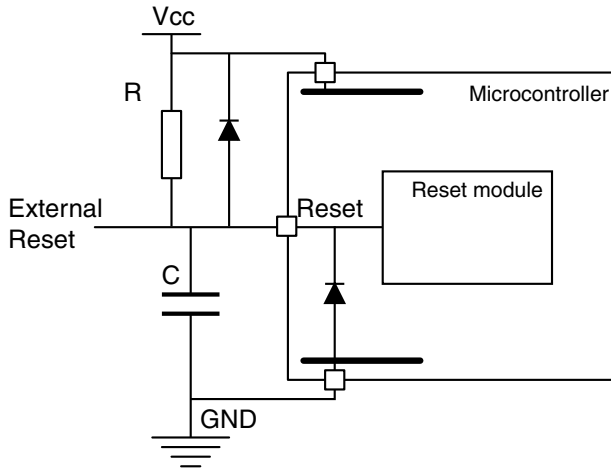 Vcc
R
Microcontroller
Reset module
External
Reset
Reset
C
GND